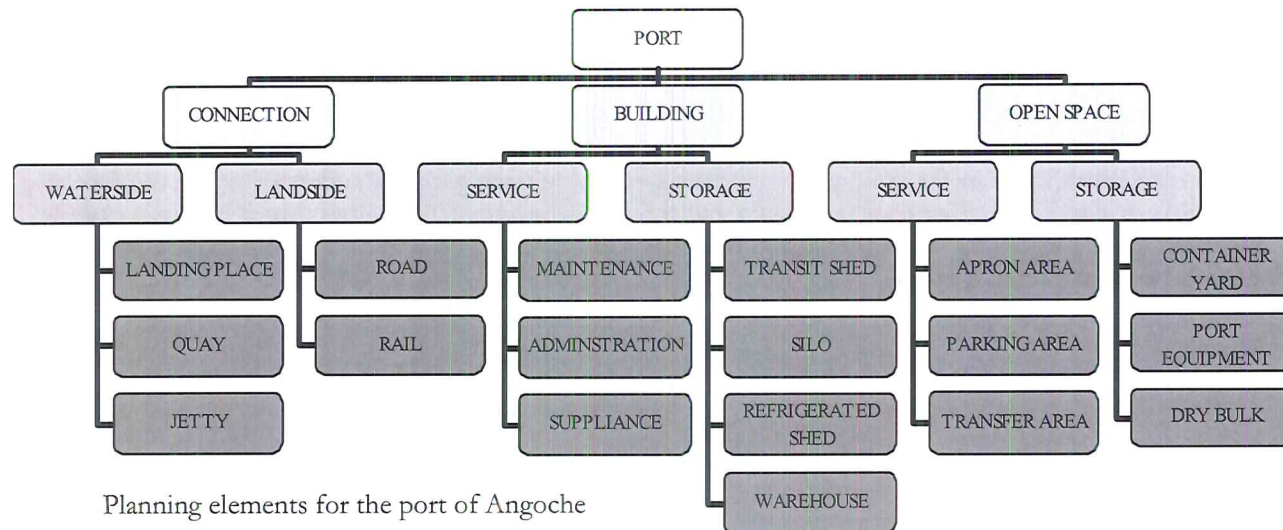 PORT
CONNECTION
BUILDING
OPEN SPACE
WATERSIDE
LANDSIDE
SERVICE
STORAGE
SERVICE
STORAGE
LANDING PLACE
ROAD
MAINTENANCE
TRANSIT SHED
APRON AREA
CONTAINER
YARD
QUAY
RAIL
ADMINSTRATION
SILO
PARKING AREA
PORT
EQUIPMENT
JETTY
SUPPLIANCE
REFRIGERATED
SHED
TRANSFER AREA
DRY BULK
WAREHOUSE
Planning elements for the port of Angoche